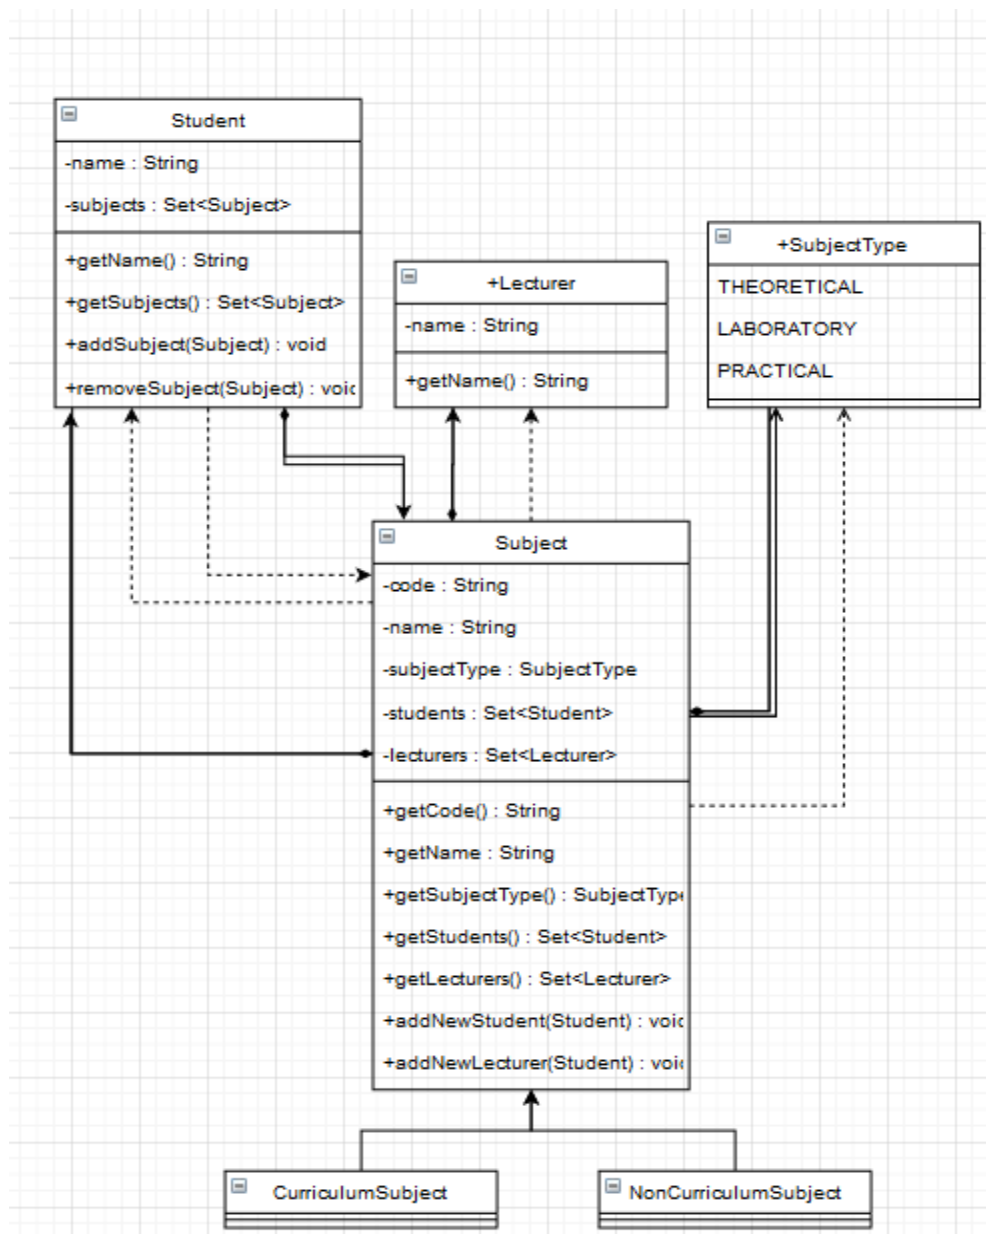 Student
-name : String
-subjects : Set<Subject>
+getName() : String
+getSubjects() : Set<Subject>
+addSubject(Subject) : void
+removeSubject(Subject) : voic
+Lecturer
-name : String
+getName() : String
+SubjectType
THEORETICAL
LABORATORY
PRACTICAL
Subject
-code : String
-name : String
-subjectType : SubjectType
-students : Set<Student>
-lecturers : Set<Lecturer>
+getCode() : String
+getName : String
+getSubjectType() : SubjectType
+getStudents() : Set<Student>
+getLecturers() : Set<Lecturer>
+addNewStudent(Student) : voic
+addNewLecturer(Student) : voi
CurriculumSubject
NonCurriculumSubject